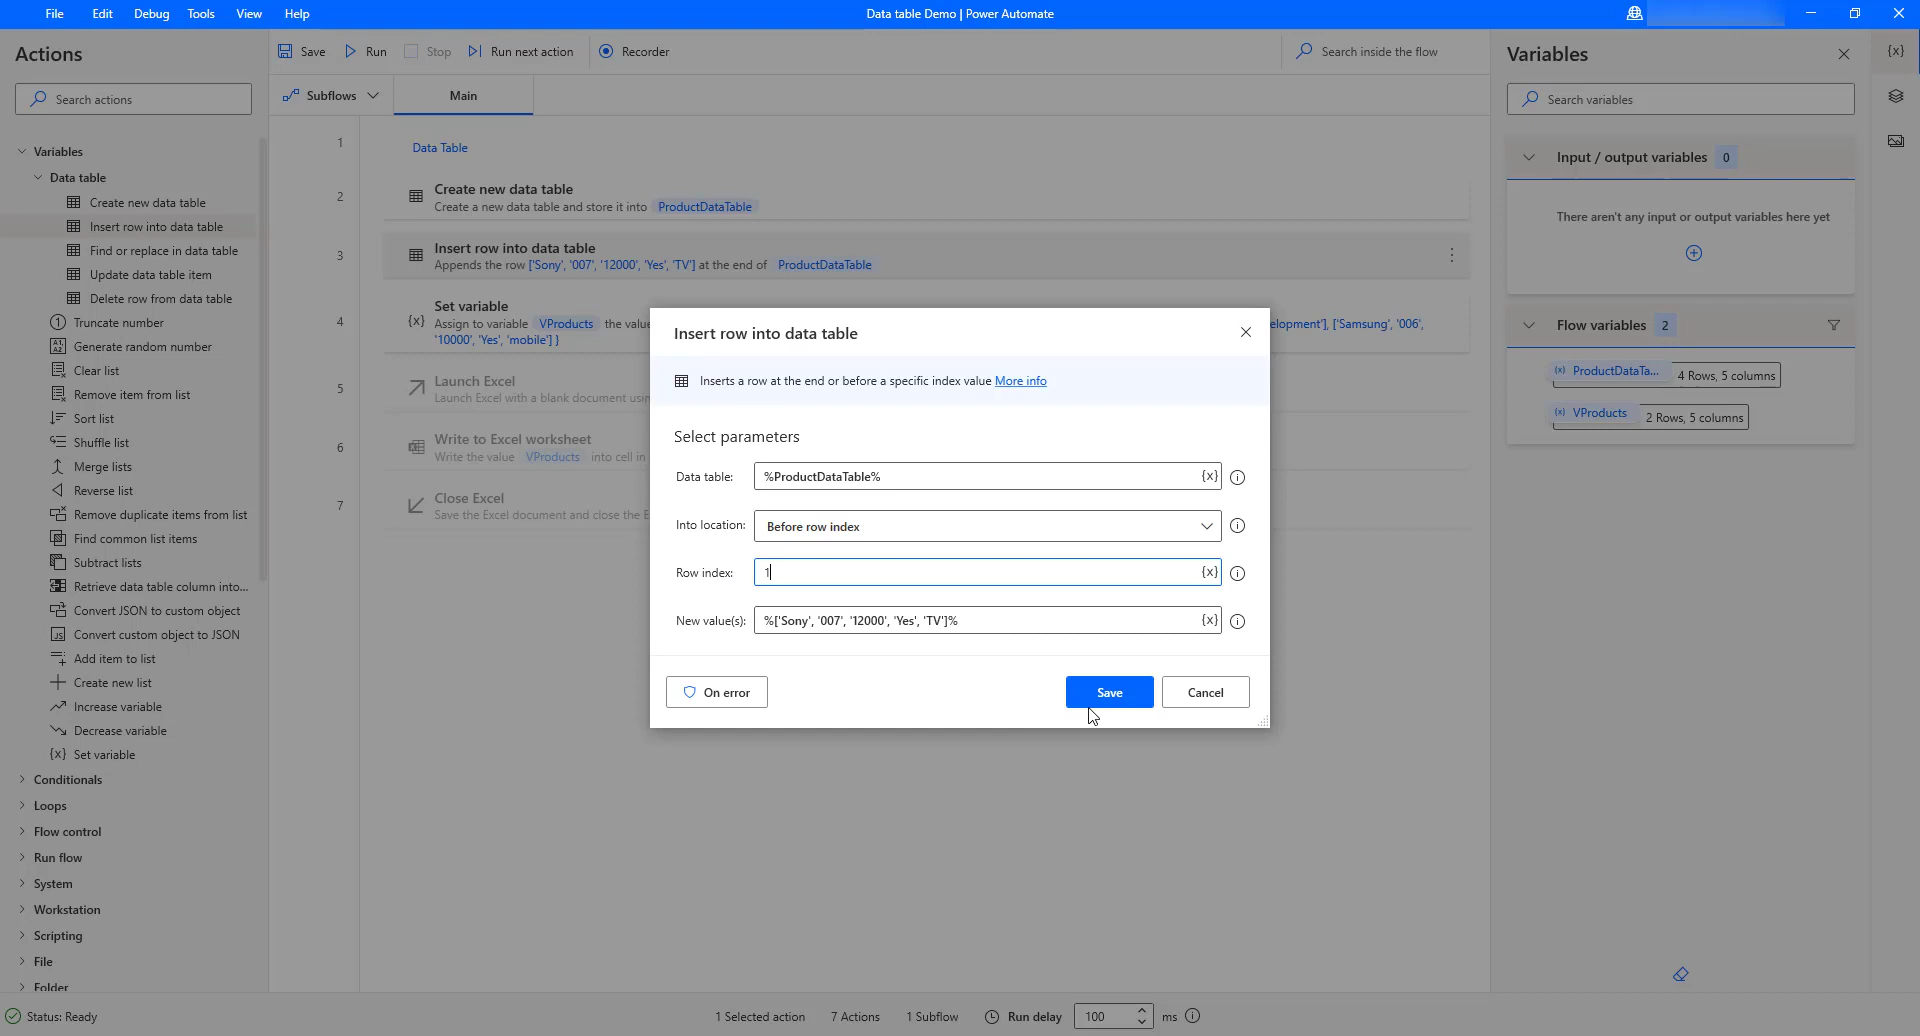 File Edit Debug Tools View Help
Data table Demo | Power Automate
Actions
Search actions
Variables
Data table
Create new data table
Insert row into data table
Find or replace in data table
Update data table item
Delete row from data table
Truncate number
Generate random number
Clear list
Remove item from list
Sort list
Shuffle list
Merge lists
Reverse list
Remove duplicate items from list
Find common list items
Subtract lists
Retrieve data table column into...
Convert JSON to custom object
Convert custom object to JSON
Add item to list
Create new list
Increase variable
Decrease variable
{x} Set variable
Conditionals
Loops
Flow control
Run flow
System
Workstation
Scripting
File
Folder
Save Run Stop Run next action Recorder
Search inside the flow
Subflows Main
1 Data Table
2 Create new data table
Create a new data table and store it into ProductDataTable
3 Insert row into data table
Appends the row ['Sony', '007', '12000', 'Yes', 'TV'] at the end of ProductDataTable
4 {x} Set variable
Assign to variable VProducts the value elopment'], ['Samsung', '006',
'10000', 'Yes', 'mobile'] }
5 Launch Excel
Launch Excel with a blank document usin
6 Write to Excel worksheet
Write the value VProducts into cell in
7 Close Excel
Save the Excel document and close the E
Insert row into data table
Inserts a row at the end or before a specific index value More info
Select parameters
Data table: %ProductDataTable% {x}
Into location: Before row index
Row index: 1 {x}
New value(s): %['Sony', '007', '12000', 'Yes', 'TV']% {x}
On error Save Cancel
Variables
{x}
Search variables
Input / output variables 0
There aren't any input or output variables here yet
Flow variables 2
(x) ProductDataTa... 4 Rows, 5 columns
(x) VProducts 2 Rows, 5 columns
Status: Ready
1 Selected action 7 Actions 1 Subflow Run delay 100 ms